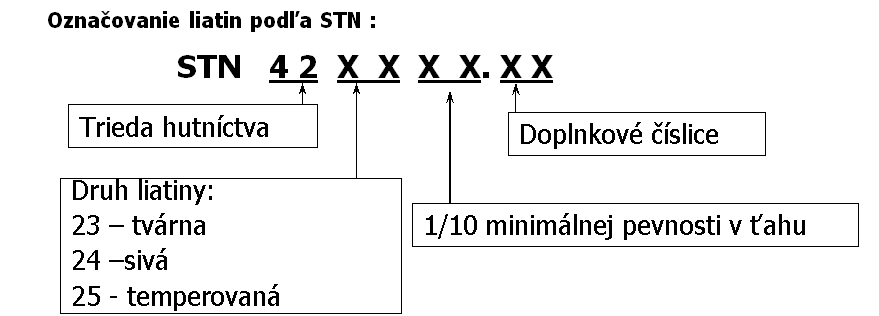 Označovanie liatin podľa STN :
STN 4 2 X X X X. X X
Trieda hutníctva
Doplnkové číslice
Druh liatiny:
23 – tvárna
24 –sivá
25 - temperovaná
1/10 minimálnej pevnosti v ťahu